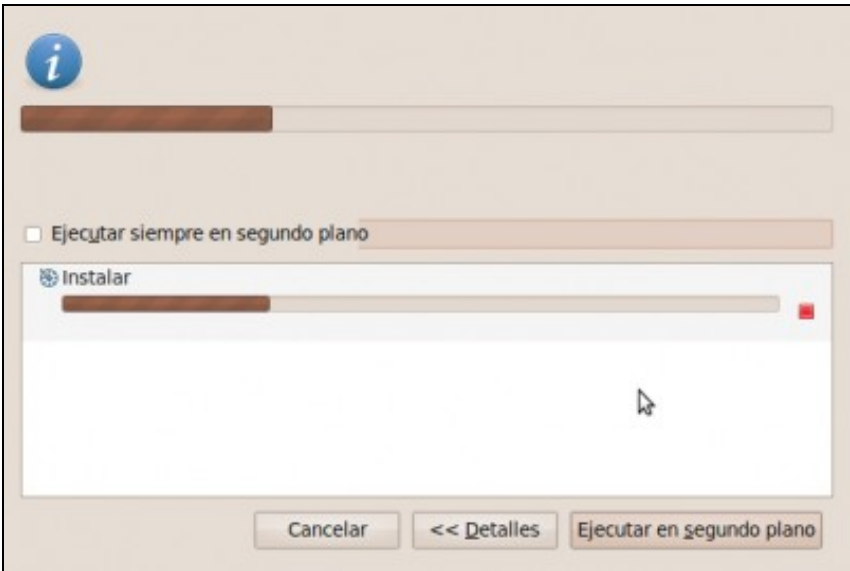 Ejecutar siempre en segundo plano
Instalar
Cancelar
<< Detalles
Ejecutar en segundo plano